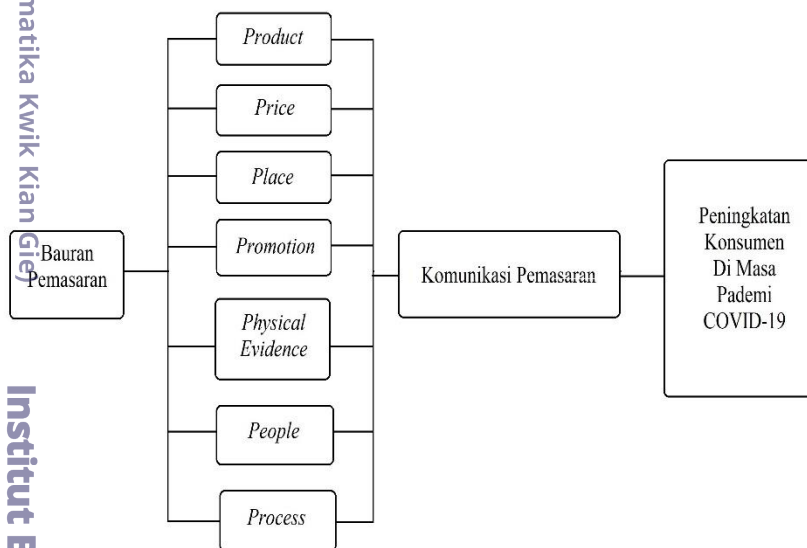 matika Kwik Kian Gie)
Institut B
Bauran
Pemasaran
Product
Price
Place
Promotion
Physical
Evidence
People
Process
Komunikasi Pemasaran
Peningkatan
Konsumen
Di Masa
Pademi
COVID-19